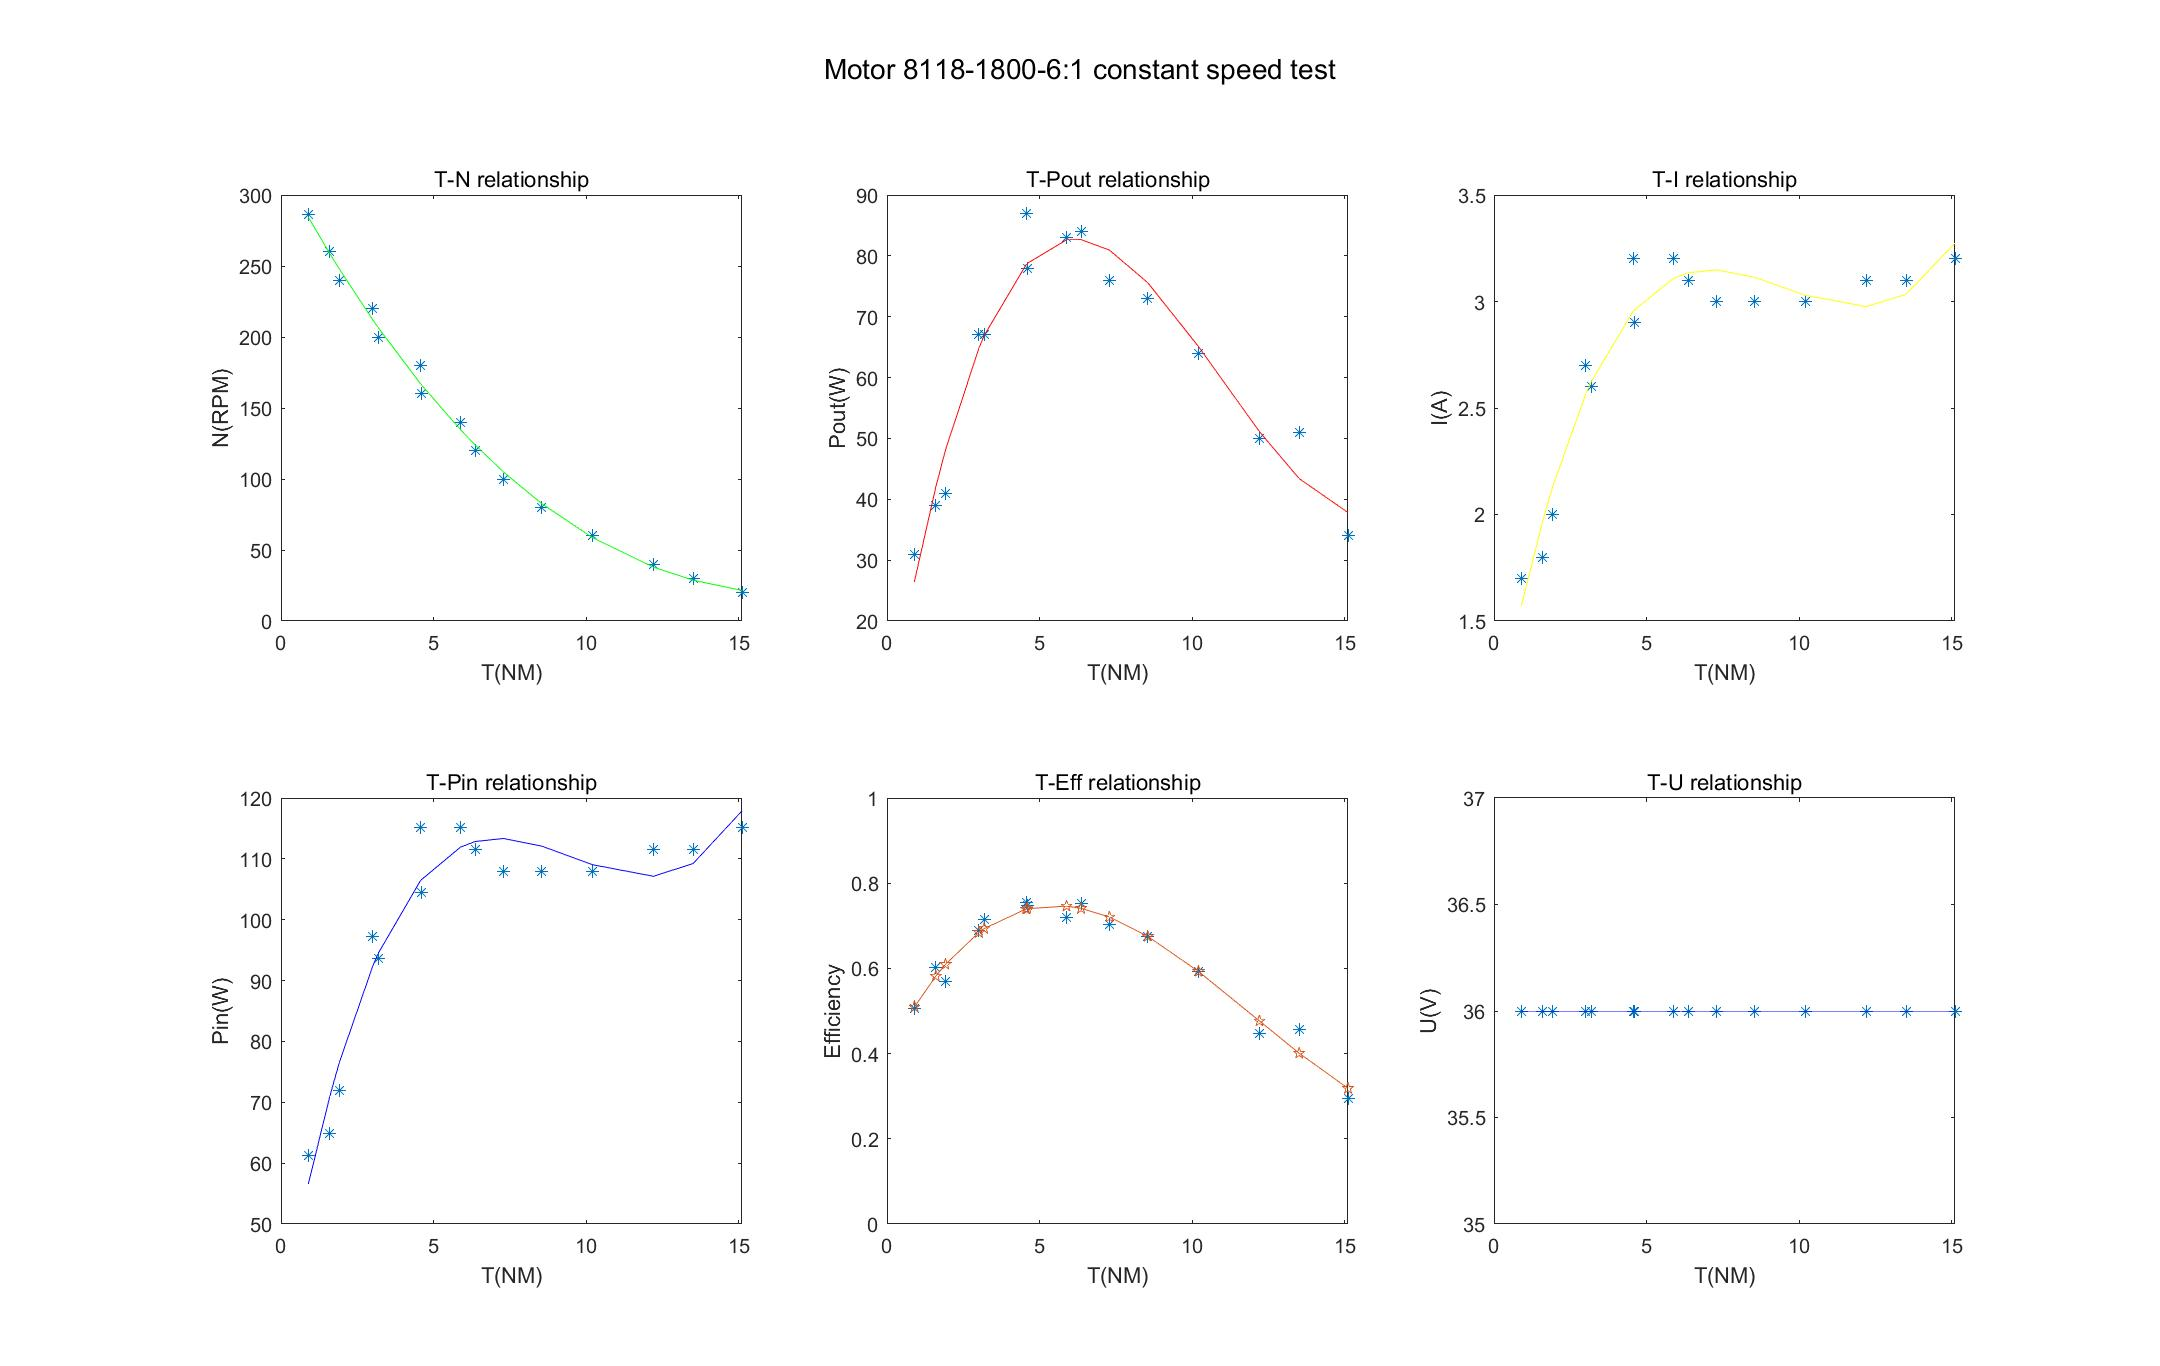 Motor 8118-1800-6:1 constant speed test
T-N relationship
300
250
200
150
100
50
0
N(RPM)
0 5 10 15
T(NM)
T-Pout relationship
90
80
70
60
50
40
30
20
Pout(W)
0 5 10 15
T(NM)
T-I relationship
3.5
3
2.5
2
1.5
I(A)
0 5 10 15
T(NM)
T-Pin relationship
120
110
100
90
80
70
60
50
Pin(W)
0 5 10 15
T(NM)
T-Eff relationship
1
0.8
0.6
0.4
0.2
0
Efficiency
0 5 10 15
T(NM)
T-U relationship
37
36.5
36
35.5
35
U(V)
0 5 10 15
T(NM)